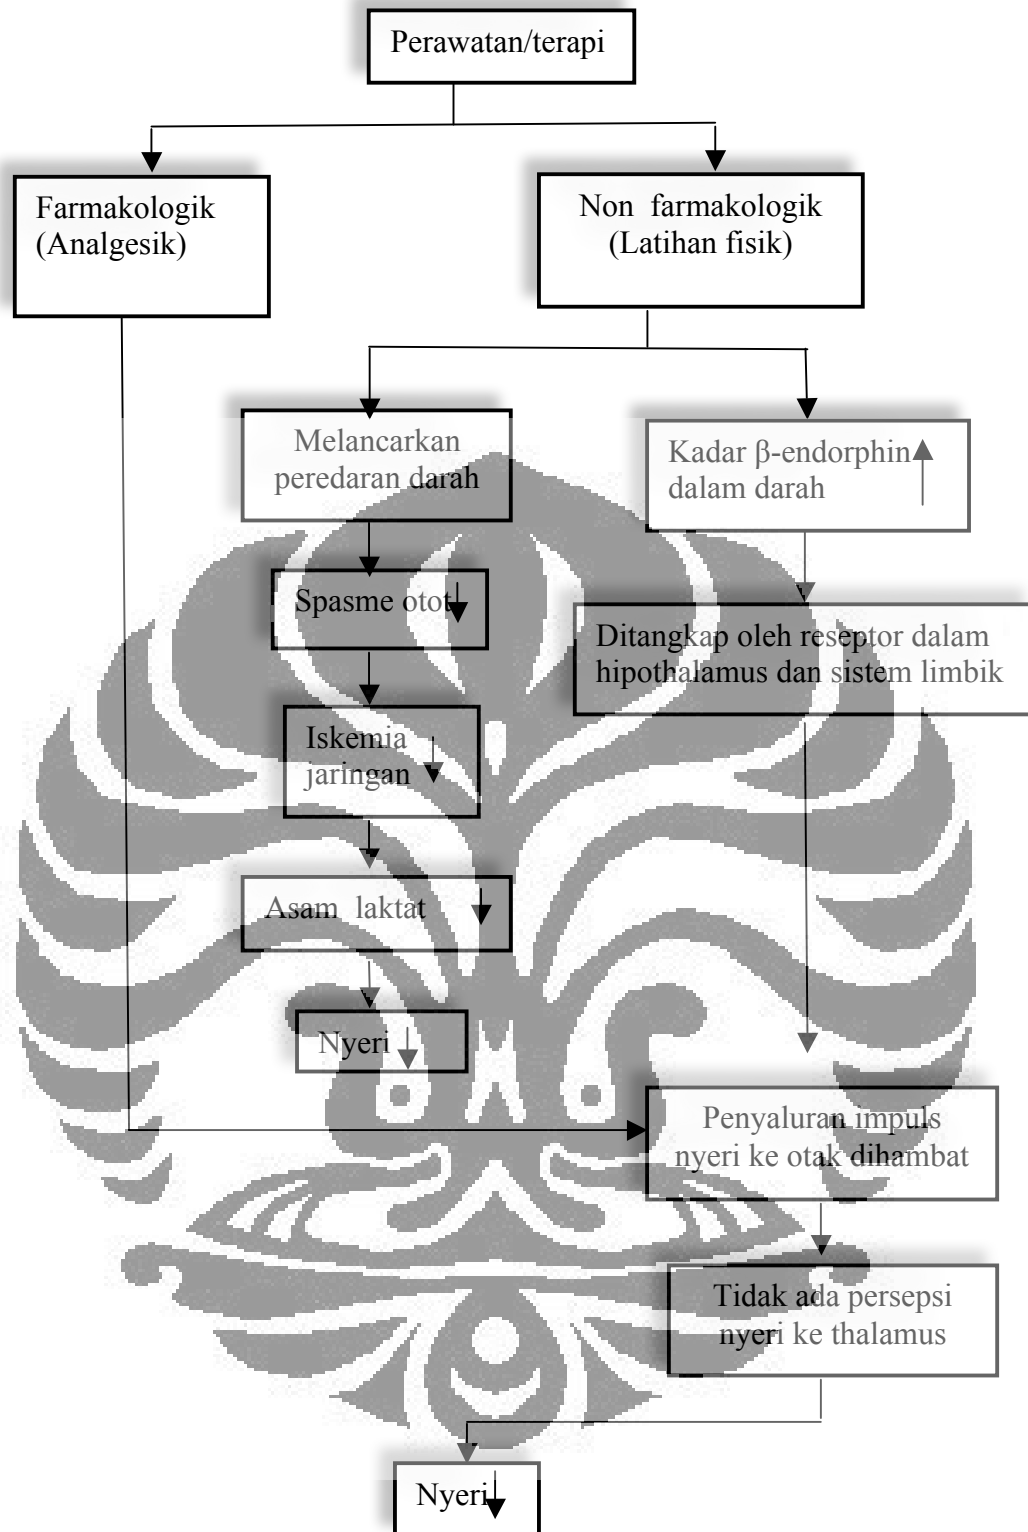 Perawatan/terapi
Farmakologik
(Analgesik)
Non farmakologik
(Latihan fisik)
Melancarkan
peredaran darah
Kadar β-endorphin
dalam darah
Spasme otot
Ditangkap oleh reseptor dalam
hipothalamus dan sistem limbik
Iskemia
jaringan
Asam laktat
Nyeri
Penyaluran impuls
nyeri ke otak dihambat
Tidak ada persepsi
nyeri ke thalamus
Nyeri